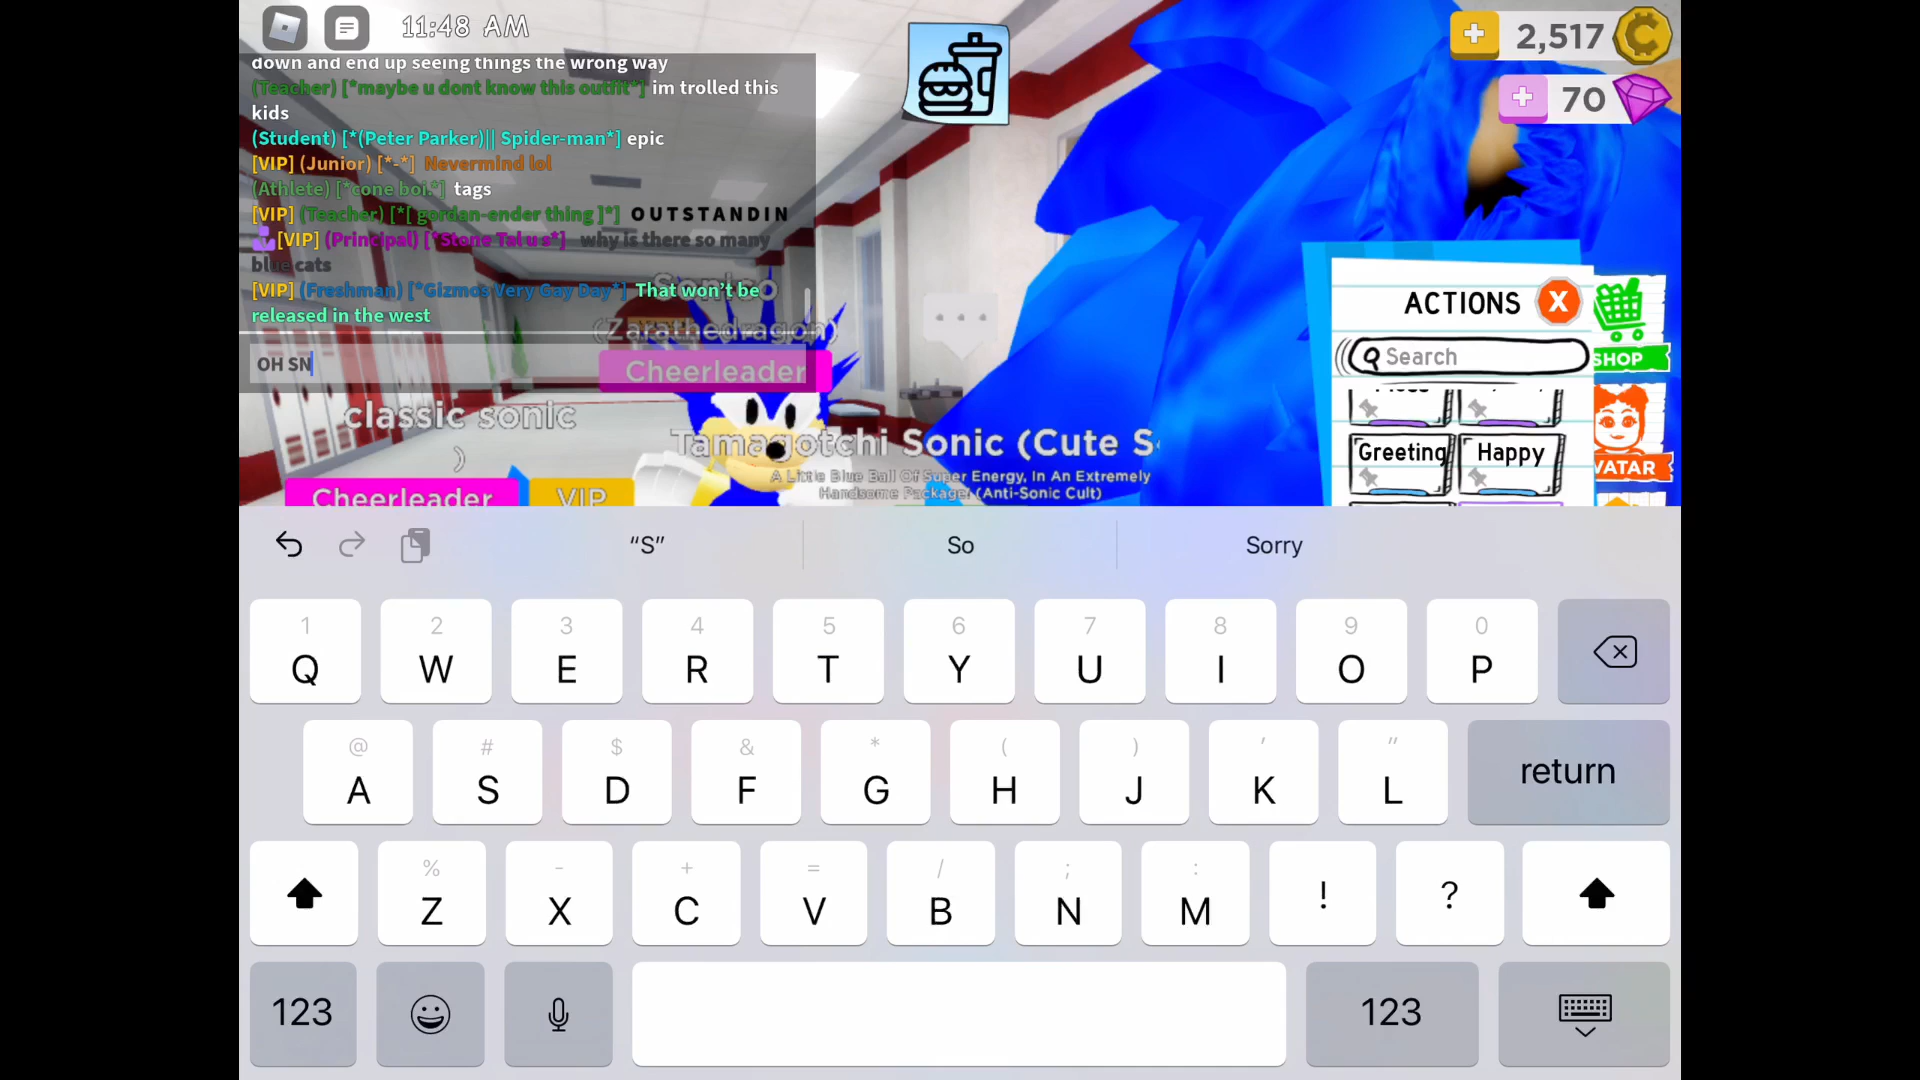 11:48 AM
2,517
70
down and end up seeing things the wrong way
(Teacher) [*maybe u dont know this outfit*] im trolled this
kids
(Student) [*(Peter Parker)|| Spider-man*] epic
[VIP] (Junior) [*-*] Nevermind lol
(Athlete) [*cone boi.*] tags
[VIP] (Teacher) [*[ gordan-ender thing ]*] O U T S T A N D I N
[VIP] (Principal) [*Stone Tal u s*] why is there so many
blue cats
[VIP] (Freshman) [*Gizmos Very Gay Day*] That won't be
released in the west
OH SN
(Zarathedragon)
Cheerleader
classic sonic
)
Cheerleader
VIP
Tamagotchi Sonic (Cute S
A Little Blue Ball Of Super Energy, In An Extremely
Handsome Package! (Anti-Sonic Cult)
ACTIONS X
Search
Greeting Happy
SHOP
VATAR
“S” So Sorry
1 2 3 4 5 6 7 8 9 0
Q W E R T Y U I O P
@ # $ & * ( ) ' "
A S D F G H J K L return
% - + = / ; :
Z X C V B N M ! ?
123 123